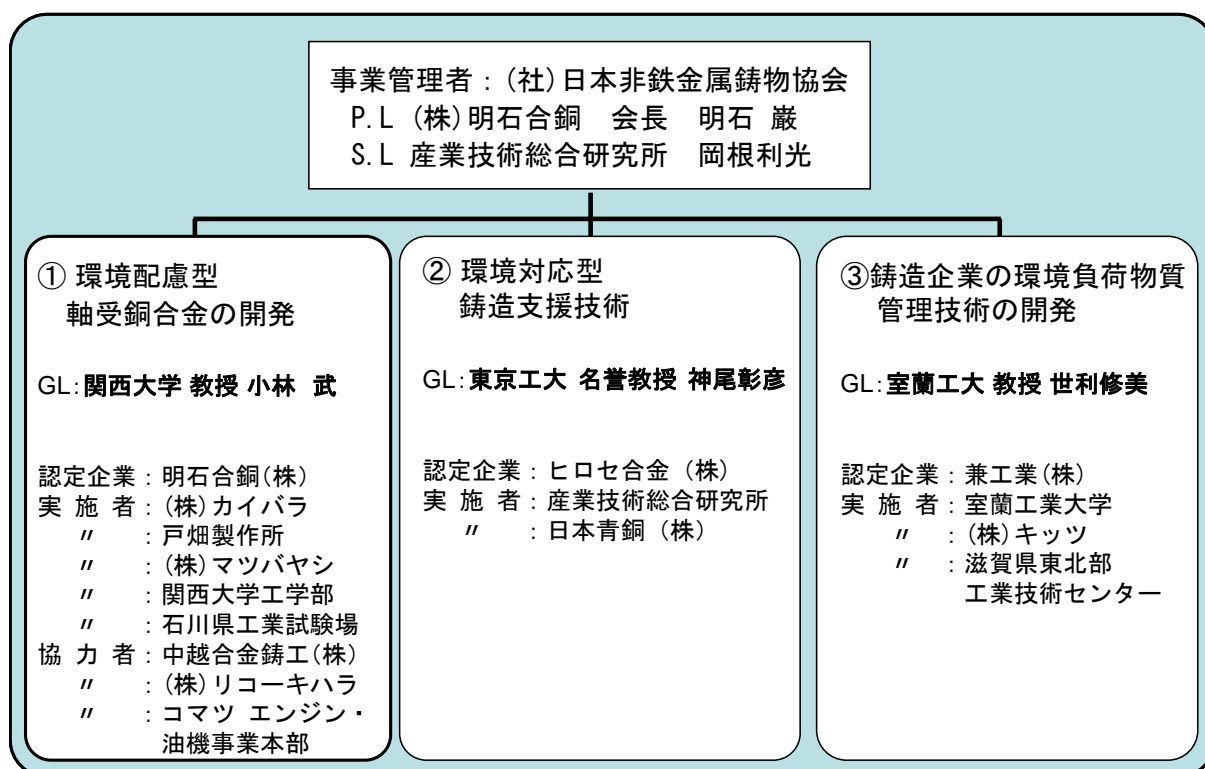 事業管理者：(社)日本非鉄金属鋳物協会
P.L (株)明石合銅　会長　明石 巌
S.L 産業技術総合研究所　岡根利光
① 環境配慮型
軸受銅合金の開発
GL：関西大学 教授 小林 武
認定企業：明石合銅(株)
実 施 者：(株)カイバラ
〃　：戸畑製作所
〃　：(株)マツバヤシ
〃　：関西大学工学部
〃　：石川県工業試験場
協 力 者：中越合金鋳工(株)
〃　：(株)リコーキハラ
〃　：コマツ エンジン・
油機事業本部
② 環境対応型
鋳造支援技術
GL：東京工大 名誉教授 神尾彰彦
認定企業：ヒロセ合金（株）
実 施 者：産業技術総合研究所
〃　：日本青銅（株）
③鋳造企業の環境負荷物質
管理技術の開発
GL：室蘭工大 教授 世利修美
認定企業：兼工業(株)
実 施 者：室蘭工業大学
〃　：(株)キッツ
〃　：滋賀県東北部
工業技術センター